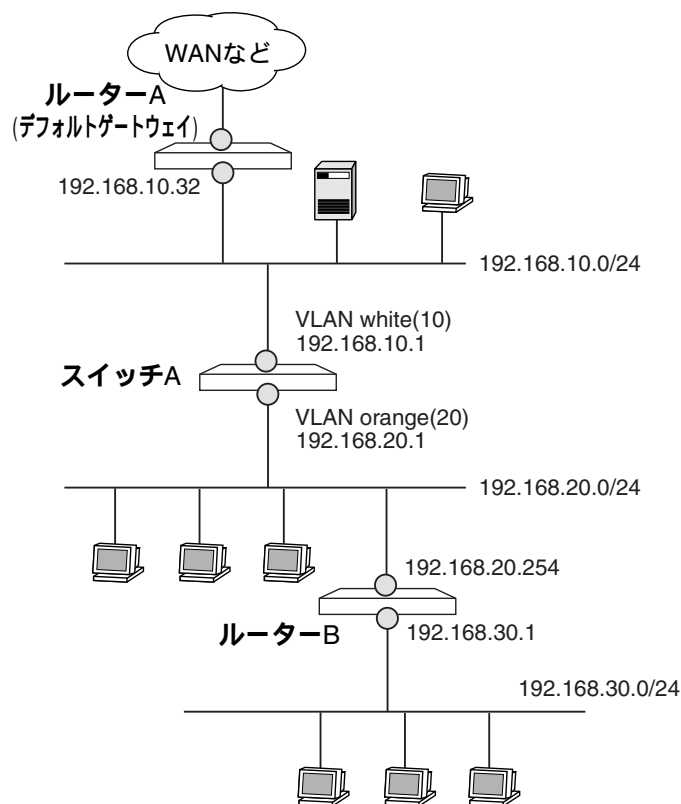 WANなど
ルーターA
(デフォルトゲートウェイ)
192.168.10.32
192.168.10.0/24
VLAN white(10)
192.168.10.1
スイッチA
VLAN orange(20)
192.168.20.1
192.168.20.0/24
192.168.20.254
ルーターB
192.168.30.1
192.168.30.0/24